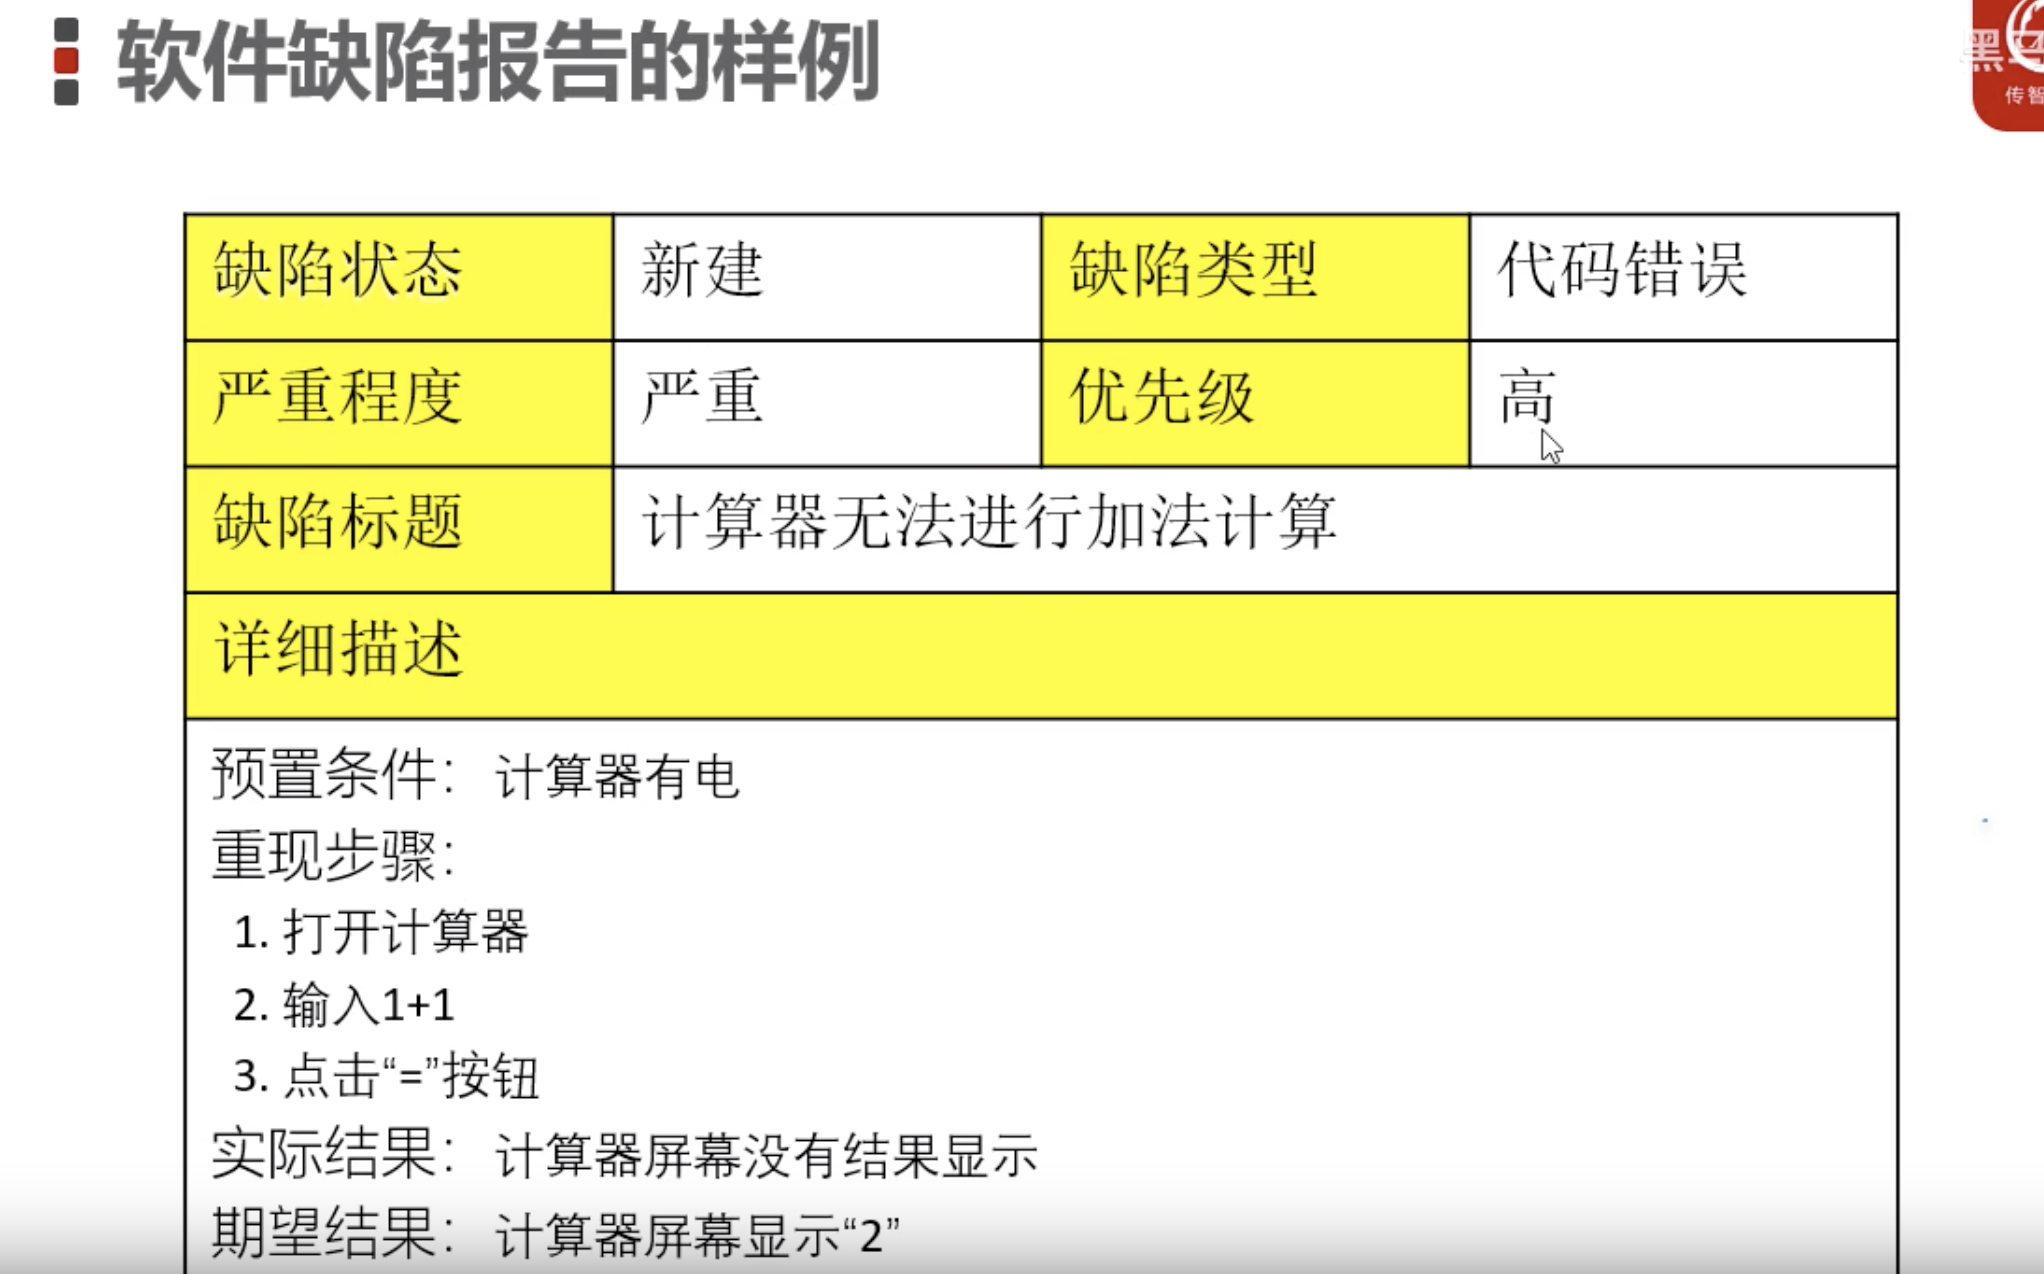 软件缺陷报告的样例
黑
传智
缺陷状态 新建 缺陷类型 代码错误
严重程度 严重 优先级 高
缺陷标题 计算器无法进行加法计算
详细描述
预置条件： 计算器有电
重现步骤：
1. 打开计算器
2. 输入1+1
3. 点击“=”按钮
实际结果： 计算器屏幕没有结果显示
期望结果： 计算器屏幕显示“2”